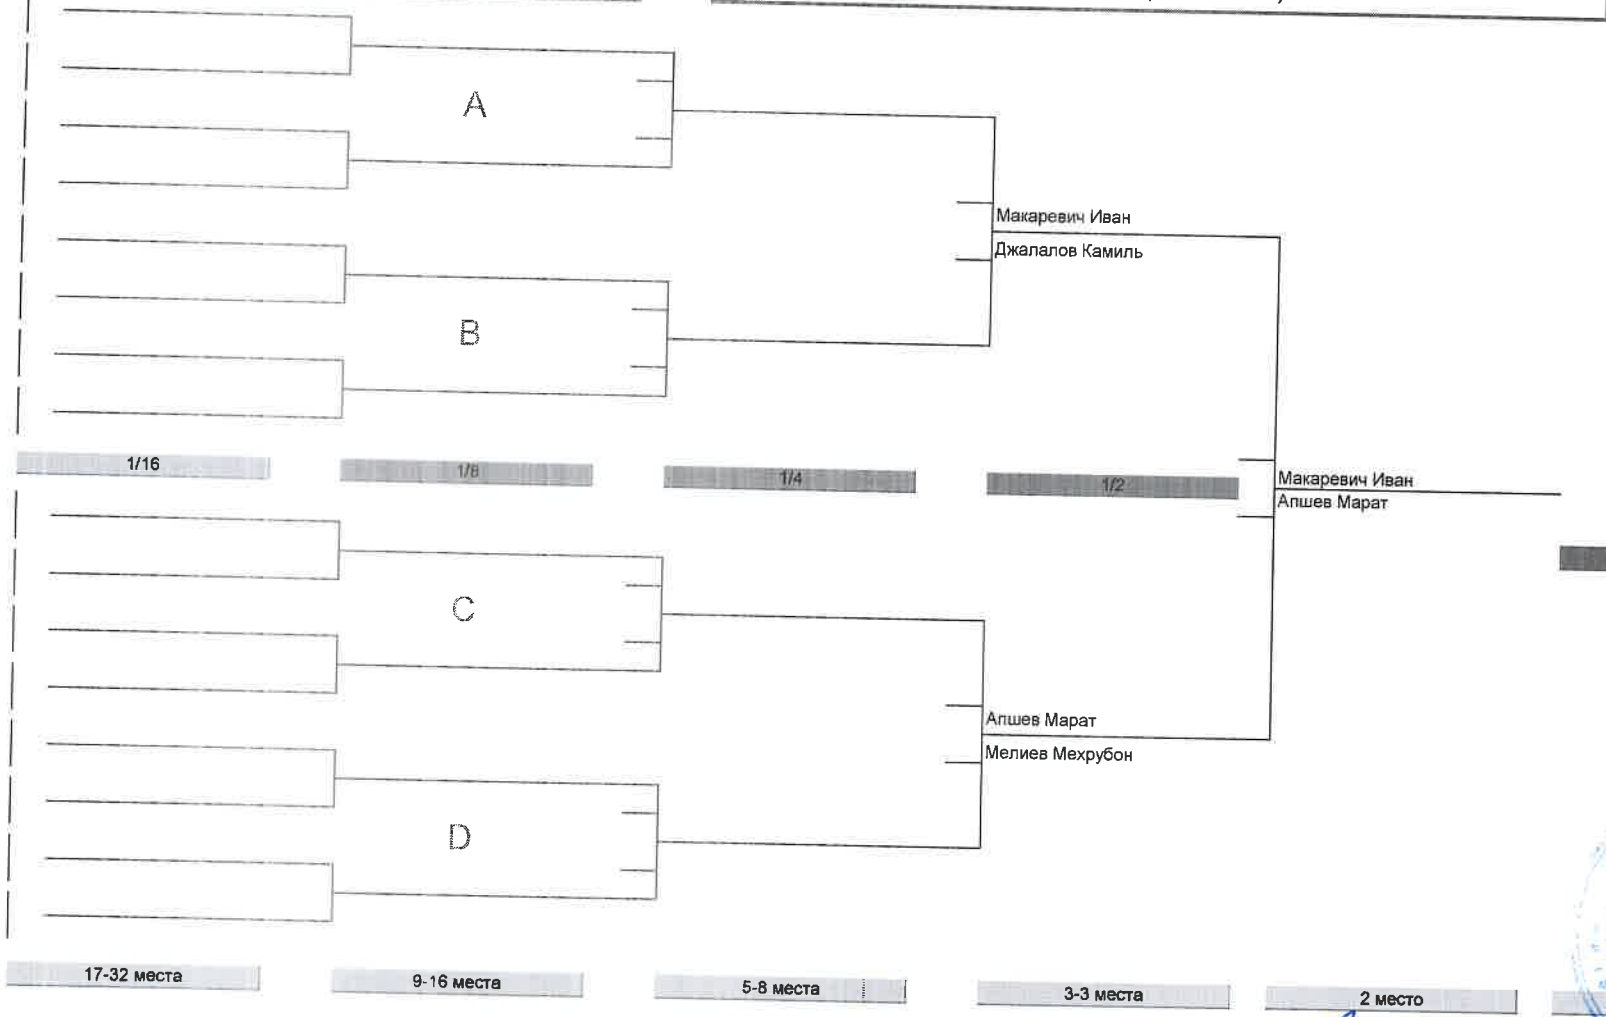 A
Макаревич Иван
Джалалов Камиль
B
1/16
1/8
1/4
1/2
Макаревич Иван
Апшев Марат
C
Апшев Марат
Мелиев Мехрубон
D
17-32 места
9-16 места
5-8 места
3-3 места
2 место